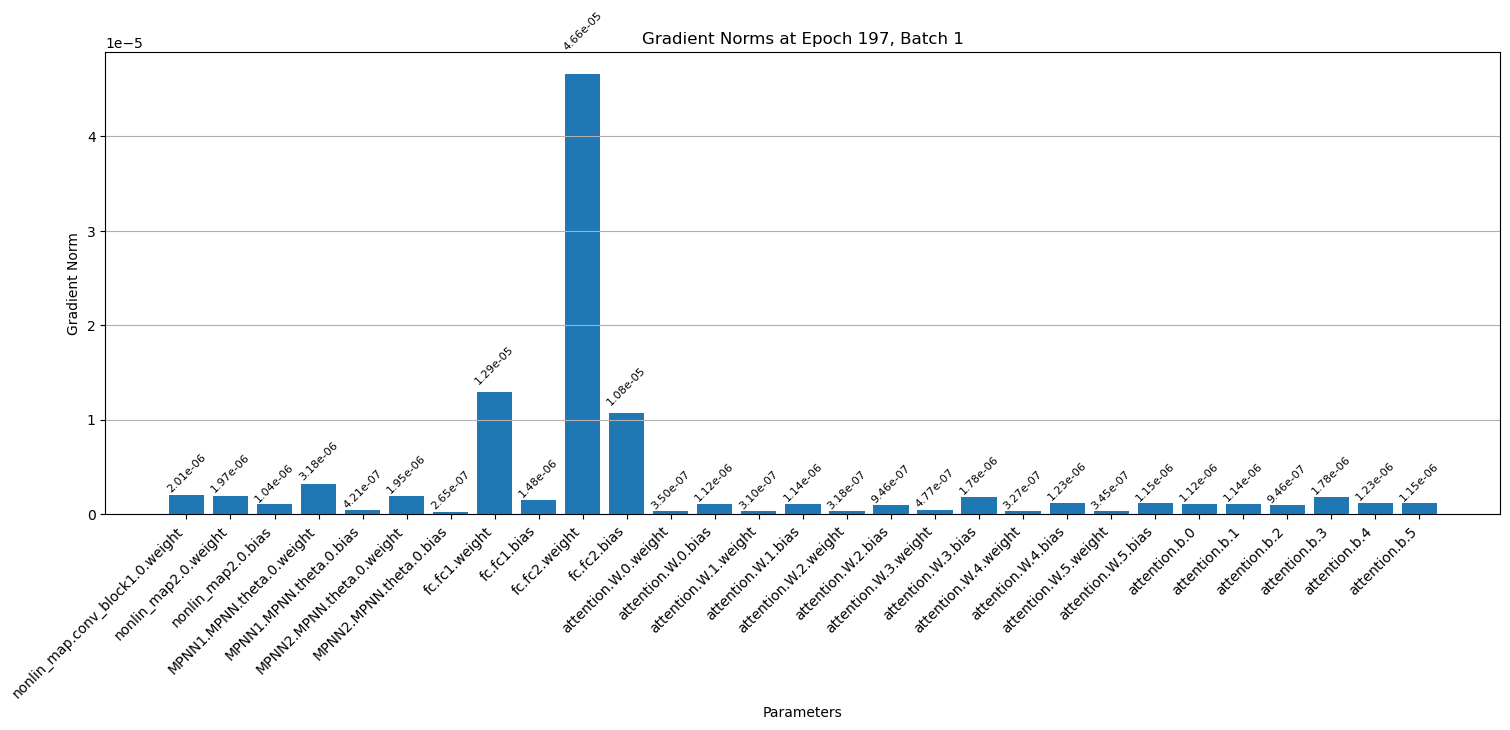 Gradient Norms at Epoch 197, Batch 1
1e−5
Gradient Norm
4
3
2
1
0
2.01e-06
1.97e-06
1.04e-06
3.18e-06
4.21e-07
1.95e-06
2.65e-07
1.29e-05
1.48e-06
4.66e-05
1.08e-05
3.50e-07
1.12e-06
3.10e-07
1.14e-06
3.18e-07
9.46e-07
4.77e-07
1.78e-06
3.27e-07
1.23e-06
3.45e-07
1.15e-06
1.12e-06
1.14e-06
9.46e-07
1.78e-06
1.23e-06
1.15e-06
nonlin_map.conv_block1.0.weight
nonlin_map2.0.weight
nonlin_map2.0.bias
MPNN1.MPNN.theta.0.weight
MPNN1.MPNN.theta.0.bias
MPNN2.MPNN.theta.0.weight
MPNN2.MPNN.theta.0.bias
fc.fc1.weight
fc.fc1.bias
fc.fc2.weight
fc.fc2.bias
attention.W.0.weight
attention.W.0.bias
attention.W.1.weight
attention.W.1.bias
attention.W.2.weight
attention.W.2.bias
attention.W.3.weight
attention.W.3.bias
attention.W.4.weight
attention.W.4.bias
attention.W.5.weight
attention.W.5.bias
attention.b.0
attention.b.1
attention.b.2
attention.b.3
attention.b.4
attention.b.5
Parameters